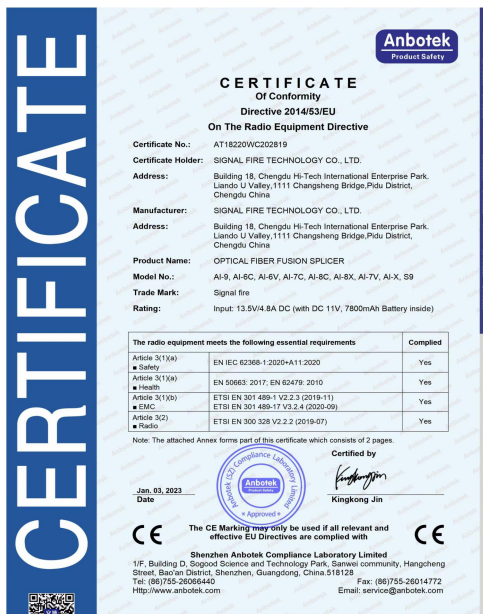 CERTIFICATE
Anbotek
Product Safety
CERTIFICATE
Of Conformity
Directive 2014/53/EU
On The Radio Equipment Directive
Certificate No.: AT18220WC202819
Certificate Holder: SIGNAL FIRE TECHNOLOGY CO., LTD.
Address: Building 18, Chengdu Hi-Tech International Enterprise Park.
Liando U Valley,1111 Changsheng Bridge,Pidu District,
Chengdu China
Manufacturer: SIGNAL FIRE TECHNOLOGY CO., LTD.
Address: Building 18, Chengdu Hi-Tech International Enterprise Park.
Liando U Valley,1111 Changsheng Bridge,Pidu District,
Chengdu China
Product Name: OPTICAL FIBER FUSION SPLICER
Model No.: AI-9, AI-6C, AI-6V, AI-7C, AI-8C, AI-8X, AI-7V, AI-X, S9
Trade Mark: Signal fire
Rating: Input: 13.5V/4.8A DC (with DC 11V, 7800mAh Battery inside)
The radio equipment meets the following essential requirements Complied
Article 3(1)(a)
■ Safety
EN IEC 62368-1:2020+A11:2020 Yes
Article 3(1)(a)
■ Health
EN 50663: 2017; EN 62479: 2010 Yes
Article 3(1)(b)
■ EMC
ETSI EN 301 489-1 V2.2.3 (2019-11)
ETSI EN 301 489-17 V3.2.4 (2020-09)
Yes
Article 3(2)
■ Radio
ETSI EN 300 328 V2.2.2 (2019-07) Yes
Note: The attached Annex forms part of this certificate which consists of 2 pages.
Certified by
Anbotek (SZ) Compliance Laboratory Limited
Anbotek
Product Safety
* Approved *
Jan. 03, 2023
Date
Kingkong Jin
Kingkong Jin
CE
The CE Marking may only be used if all relevant and
effective EU Directives are complied with
CE
Shenzhen Anbotek Compliance Laboratory Limited
1/F, Building D, Sogood Science and Technology Park, Sanwei community, Hangcheng
Street, Bao'an District, Shenzhen, Guangdong, China.518128
Tel: (86)755-26066440 Fax: (86)755-26014772
Http://www.anbotek.com Email: service@anbotek.com